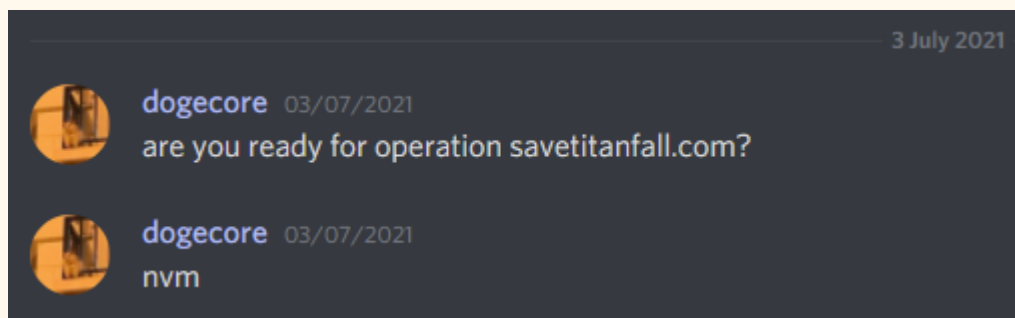 3 July 2021
dogecore 03/07/2021
are you ready for operation savetitanfall.com?
dogecore 03/07/2021
nvm